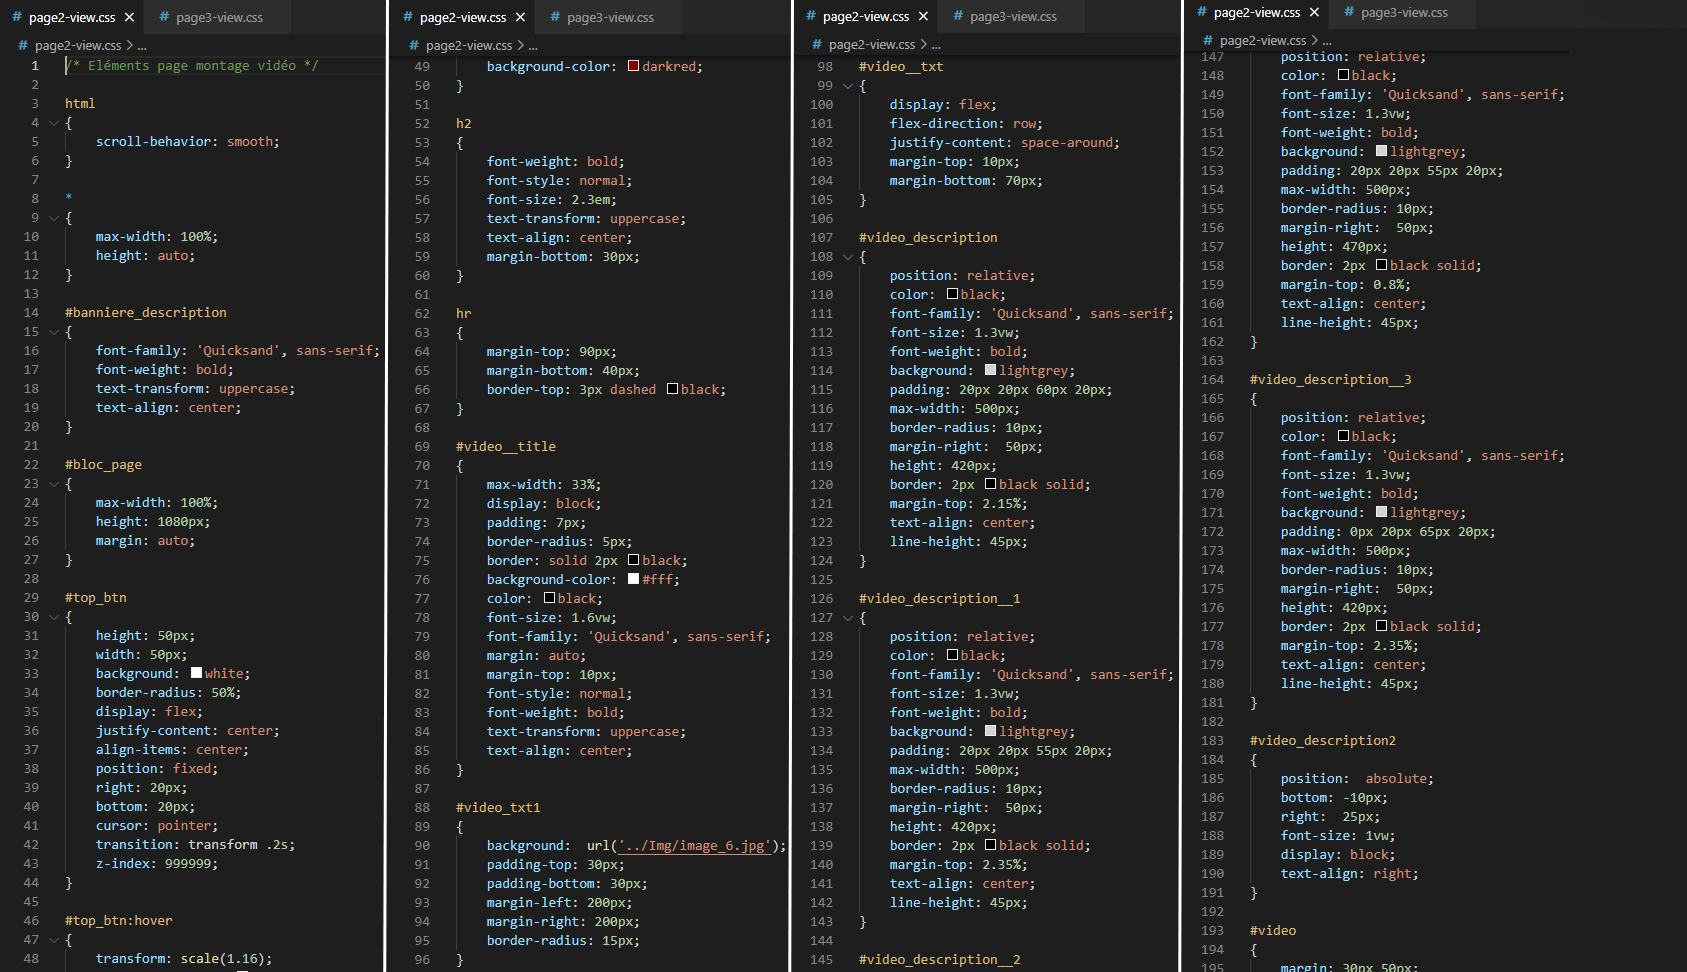 # page2-view.css ×
# page3-view.css
# page2-view.css > ...
1 /* Eléments page montage vidéo */
2
3 html
4 {
5 scroll-behavior: smooth;
6 }
7
8 *
9 {
10 max-width: 100%;
11 height: auto;
12 }
13
14 #banniere_description
15 {
16 font-family: 'Quicksand', sans-serif;
17 font-weight: bold;
18 text-transform: uppercase;
19 text-align: center;
20 }
21
22 #bloc_page
23 {
24 max-width: 100%;
25 height: 1080px;
26 margin: auto;
27 }
28
29 #top_btn
30 {
31 height: 50px;
32 width: 50px;
33 background: white;
34 border-radius: 50%;
35 display: flex;
36 justify-content: center;
37 align-items: center;
38 position: fixed;
39 right: 20px;
40 bottom: 20px;
41 cursor: pointer;
42 transition: transform .2s;
43 z-index: 999999;
44 }
45
46 #top_btn:hover
47 {
48 transform: scale(1.16);
# page2-view.css ×
# page3-view.css
# page2-view.css > ...
49 background-color: darkred;
50 }
51
52 h2
53 {
54 font-weight: bold;
55 font-style: normal;
56 font-size: 2.3em;
57 text-transform: uppercase;
58 text-align: center;
59 margin-bottom: 30px;
60 }
61
62 hr
63 {
64 margin-top: 90px;
65 margin-bottom: 40px;
66 border-top: 3px dashed black;
67 }
68
69 #video__title
70 {
71 max-width: 33%;
72 display: block;
73 padding: 7px;
74 border-radius: 5px;
75 border: solid 2px black;
76 background-color: #fff;
77 color: black;
78 font-size: 1.6vw;
79 font-family: 'Quicksand', sans-serif;
80 margin: auto;
81 margin-top: 10px;
82 font-style: normal;
83 font-weight: bold;
84 text-transform: uppercase;
85 text-align: center;
86 }
87
88 #video_txt1
89 {
90 background:  url('../Img/image_6.jpg');
91 padding-top: 30px;
92 padding-bottom: 30px;
93 margin-left: 200px;
94 margin-right: 200px;
95 border-radius: 15px;
96 }
# page2-view.css ×
# page3-view.css
# page2-view.css > ...
98 #video__txt
99 {
100 display: flex;
101 flex-direction: row;
102 justify-content: space-around;
103 margin-top: 10px;
104 margin-bottom: 70px;
105 }
106
107 #video_description
108 {
109 position: relative;
110 color: black;
111 font-family: 'Quicksand', sans-serif;
112 font-size: 1.3vw;
113 font-weight: bold;
114 background: lightgrey;
115 padding: 20px 20px 60px 20px;
116 max-width: 500px;
117 border-radius: 10px;
118 margin-right:  50px;
119 height: 420px;
120 border: 2px black solid;
121 margin-top: 2.15%;
122 text-align: center;
123 line-height: 45px;
124 }
125
126 #video_description__1
127 {
128 position: relative;
129 color: black;
130 font-family: 'Quicksand', sans-serif;
131 font-size: 1.3vw;
132 font-weight: bold;
133 background: lightgrey;
134 padding: 20px 20px 55px 20px;
135 max-width: 500px;
136 border-radius: 10px;
137 margin-right:  50px;
138 height: 420px;
139 border: 2px black solid;
140 margin-top: 2.35%;
141 text-align: center;
142 line-height: 45px;
143 }
144
145 #video_description__2
# page2-view.css ×
# page3-view.css
# page2-view.css > ...
147 position: relative;
148 color: black;
149 font-family: 'Quicksand', sans-serif;
150 font-size: 1.3vw;
151 font-weight: bold;
152 background: lightgrey;
153 padding: 20px 20px 55px 20px;
154 max-width: 500px;
155 border-radius: 10px;
156 margin-right:  50px;
157 height: 470px;
158 border: 2px black solid;
159 margin-top: 0.8%;
160 text-align: center;
161 line-height: 45px;
162 }
163
164 #video_description__3
165 {
166 position: relative;
167 color: black;
168 font-family: 'Quicksand', sans-serif;
169 font-size: 1.3vw;
170 font-weight: bold;
171 background: lightgrey;
172 padding: 0px 20px 65px 20px;
173 max-width: 500px;
174 border-radius: 10px;
175 margin-right:  50px;
176 height: 420px;
177 border: 2px black solid;
178 margin-top: 2.35%;
179 text-align: center;
180 line-height: 45px;
181 }
182
183 #video_description2
184 {
185 position:  absolute;
186 bottom: -10px;
187 right:  25px;
188 font-size: 1vw;
189 display: block;
190 text-align: right;
191 }
192
193 #video
194 {
195 margin: 30px 50px;